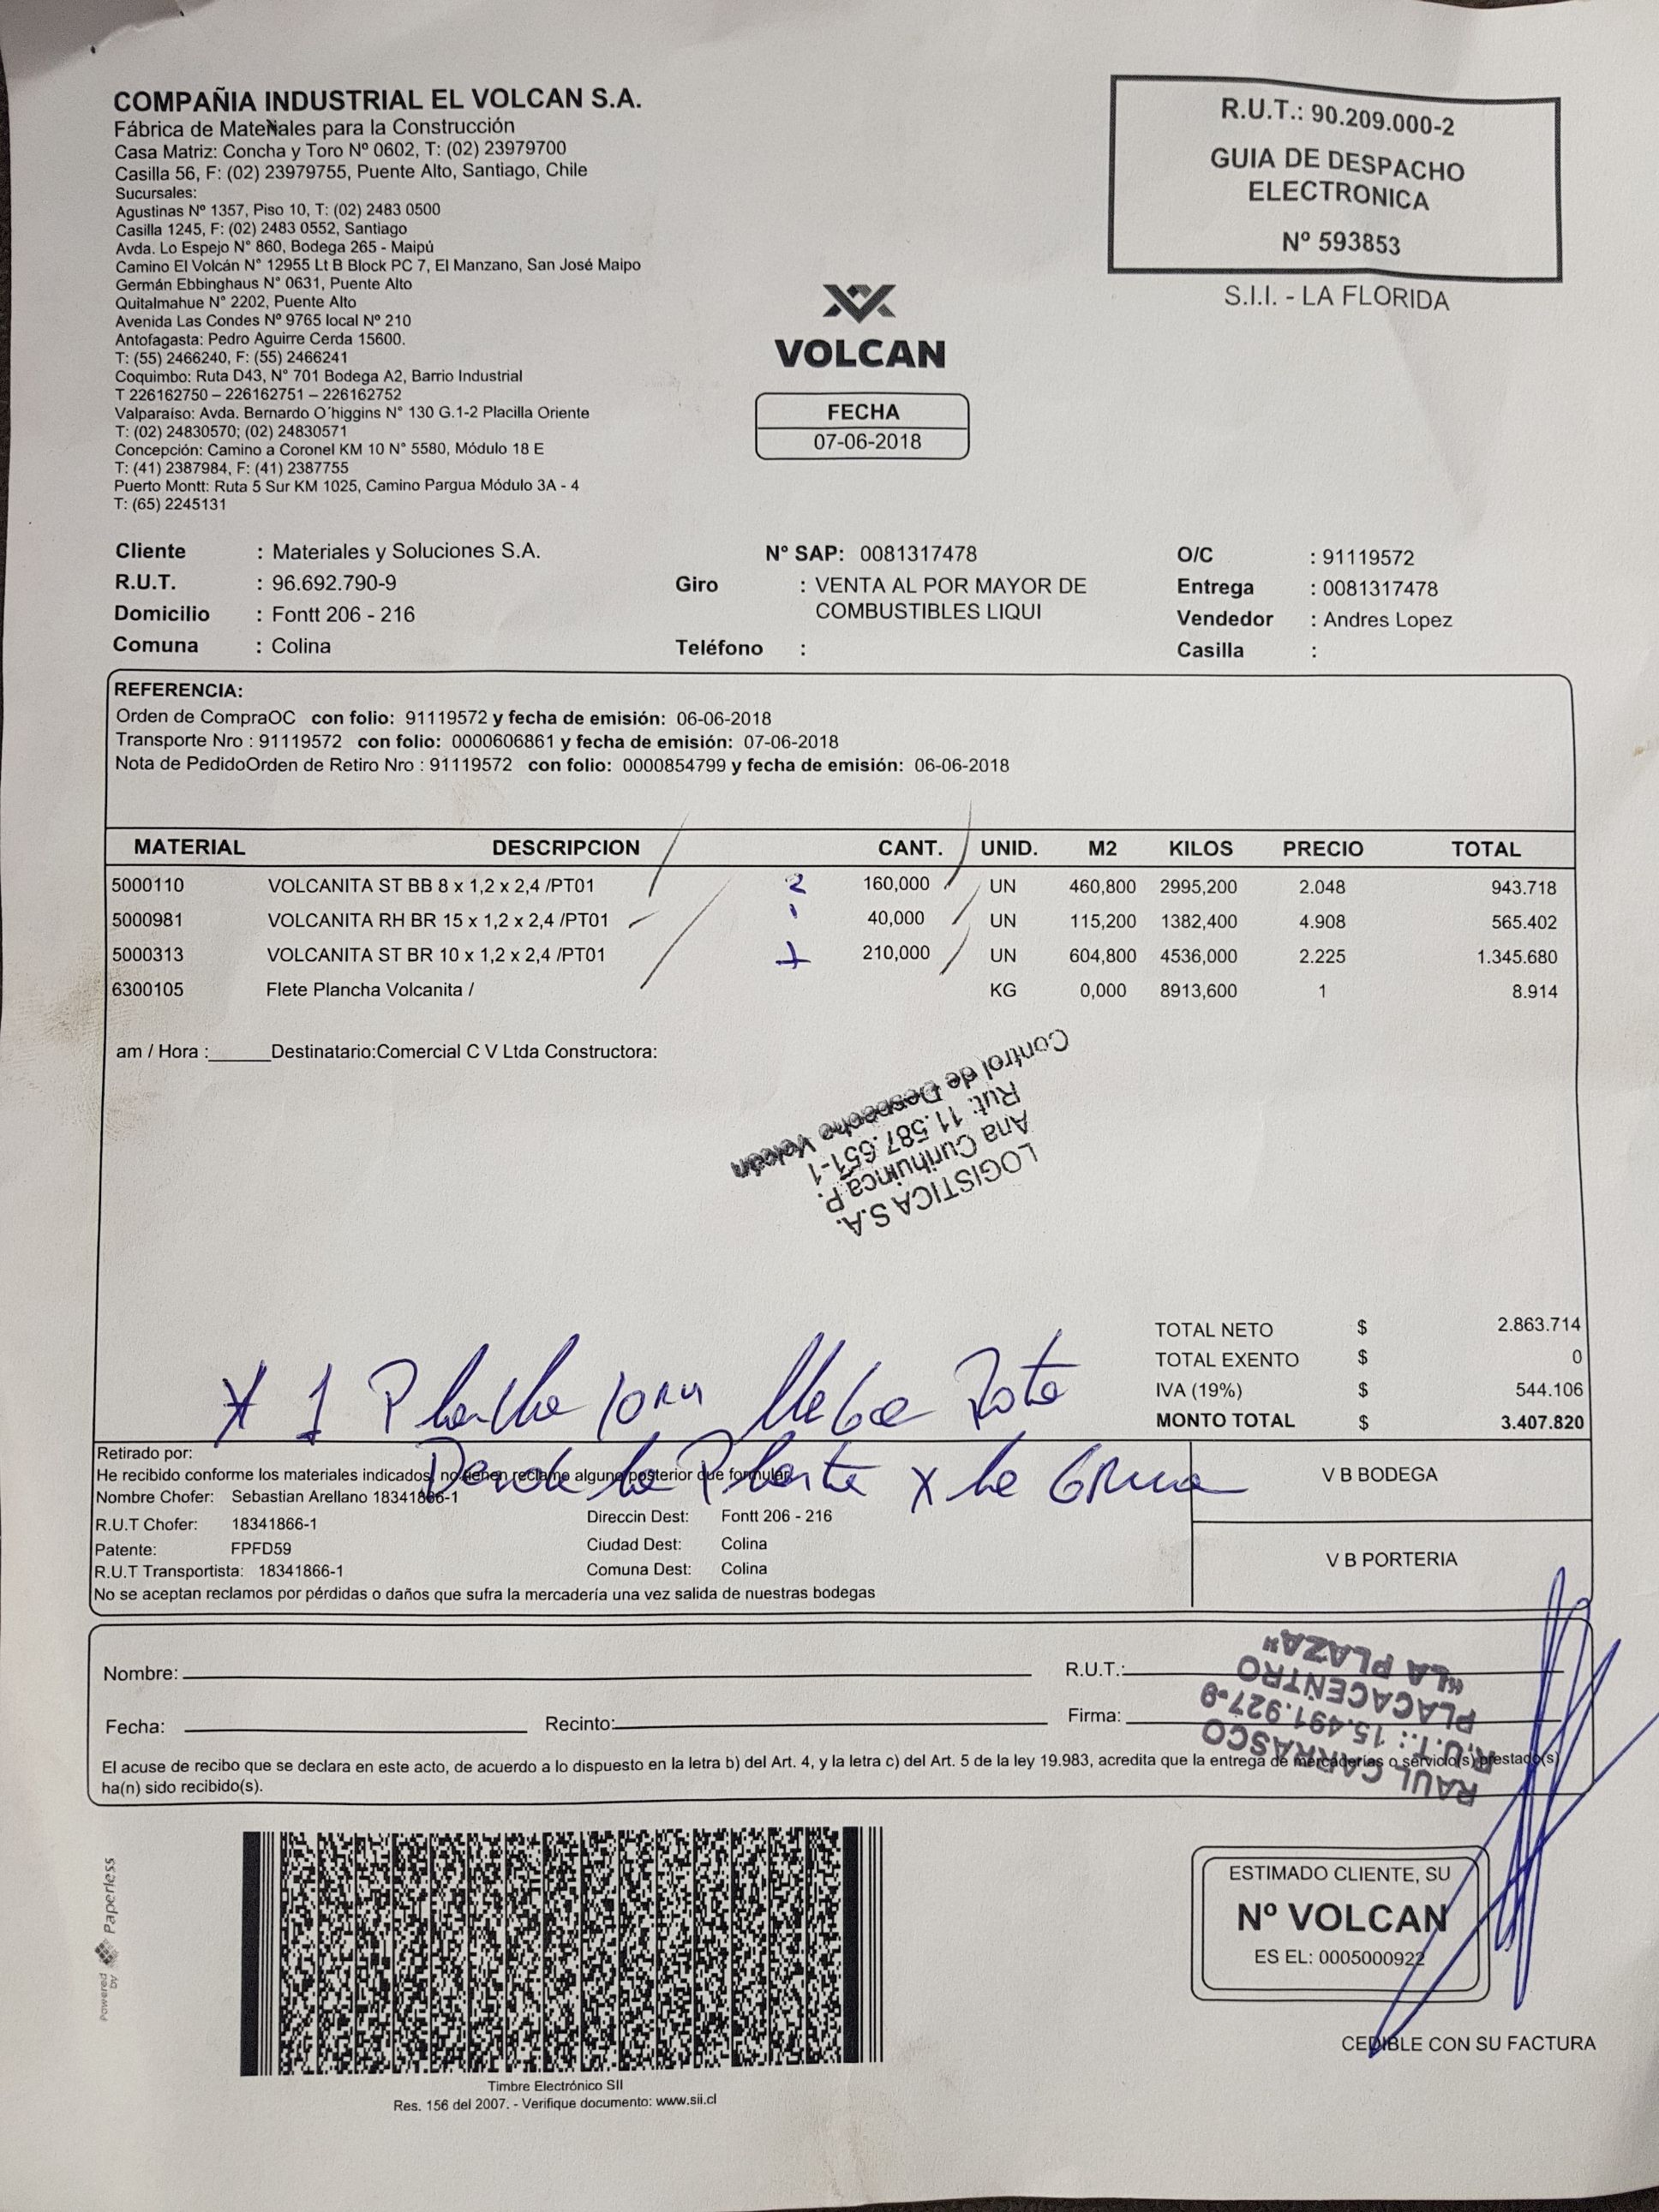 COMPAÑIA INDUSTRIAL EL VOLCAN S.A.
Fábrica de Materiales para la Construcción
Casa Matriz: Concha y Toro Nº 0602, T: (02) 23979700
Casilla 56, F: (02) 23979755, Puente Alto, Santiago, Chile
Sucursales:
Agustinas Nº 1357, Piso 10, T: (02) 2483 0500
Casilla 1245, F: (02) 2483 0552, Santiago
Avda. Lo Espejo N° 860, Bodega 265 - Maipú
Camino El Volcán N° 12955 Lt B Block PC 7, El Manzano, San José Maipo
Germán Ebbinghaus N° 0631, Puente Alto
Quitalmahue N° 2202, Puente Alto
Avenida Las Condes Nº 9765 local Nº 210
Antofagasta: Pedro Aguirre Cerda 15600.
T: (55) 2466240, F: (55) 2466241
Coquimbo: Ruta D43, N° 701 Bodega A2, Barrio Industrial
T 226162750 – 226162751 – 226162752
Valparaíso: Avda. Bernardo O´higgins N° 130 G.1-2 Placilla Oriente
T: (02) 24830570; (02) 24830571
Concepción: Camino a Coronel KM 10 N° 5580, Módulo 18 E
T: (41) 2387984, F: (41) 2387755
Puerto Montt: Ruta 5 Sur KM 1025, Camino Pargua Módulo 3A - 4
T: (65) 2245131
VOLCAN
FECHA
07-06-2018
R.U.T.: 90.209.000-2
GUIA DE DESPACHO
ELECTRONICA
Nº 593853
S.I.I. - LA FLORIDA
Cliente : Materiales y Soluciones S.A. N° SAP: 0081317478 O/C : 91119572
R.U.T. : 96.692.790-9 Giro : VENTA AL POR MAYOR DE Entrega : 0081317478
COMBUSTIBLES LIQUI
Domicilio : Fontt 206 - 216 Vendedor : Andres Lopez
Comuna : Colina Teléfono : Casilla :
REFERENCIA:
Orden de CompraOC con folio: 91119572 y fecha de emisión: 06-06-2018
Transporte Nro : 91119572 con folio: 0000606861 y fecha de emisión: 07-06-2018
Nota de PedidoOrden de Retiro Nro : 91119572 con folio: 0000854799 y fecha de emisión: 06-06-2018
MATERIAL DESCRIPCION CANT. UNID. M2 KILOS PRECIO TOTAL
5000110 VOLCANITA ST BB 8 x 1,2 x 2,4 /PT01 2 160,000 UN 460,800 2995,200 2.048 943.718
5000981 VOLCANITA RH BR 15 x 1,2 x 2,4 /PT01 1 40,000 UN 115,200 1382,400 4.908 565.402
5000313 VOLCANITA ST BR 10 x 1,2 x 2,4 /PT01 1 210,000 UN 604,800 4536,000 2.225 1.345.680
6300105 Flete Plancha Volcanita / KG 0,000 8913,600 1 8.914
am / Hora :______Destinatario:Comercial C V Ltda Constructora:
LOGISTICA S.A.
Ana Curihuinca P.
Rut: 11.587.651-1
Control de Despacho Volcán
TOTAL NETO $ 2.863.714
TOTAL EXENTO $ 0
IVA (19%) $ 544.106
MONTO TOTAL $ 3.407.820
* 1 Plancha 10mm llega Rota
Desde la Planta x la Grua
Retirado por:
He recibido conforme los materiales indicados, no tienen reclamo alguno posterior que formular.
Nombre Chofer: Sebastian Arellano 18341866-1
R.U.T Chofer: 18341866-1 Direccin Dest: Fontt 206 - 216
Patente: FPFD59 Ciudad Dest: Colina
R.U.T Transportista: 18341866-1 Comuna Dest: Colina
No se aceptan reclamos por pérdidas o daños que sufra la mercadería una vez salida de nuestras bodegas
V B BODEGA
V B PORTERIA
Nombre: R.U.T.:
Fecha: Recinto: Firma:
RAUL CARRASCO
R.U.T.: 15.491.927-9
PLACACENTRO
"LA PLAZA"
El acuse de recibo que se declara en este acto, de acuerdo a lo dispuesto en la letra b) del Art. 4, y la letra c) del Art. 5 de la ley 19.983, acredita que la entrega de mercaderias o servicio(s) prestado(s)
ha(n) sido recibido(s).
Powered by Paperless
Timbre Electrónico SII
Res. 156 del 2007. - Verifique documento: www.sii.cl
ESTIMADO CLIENTE, SU
Nº VOLCAN
ES EL: 0005000922
CEDIBLE CON SU FACTURA